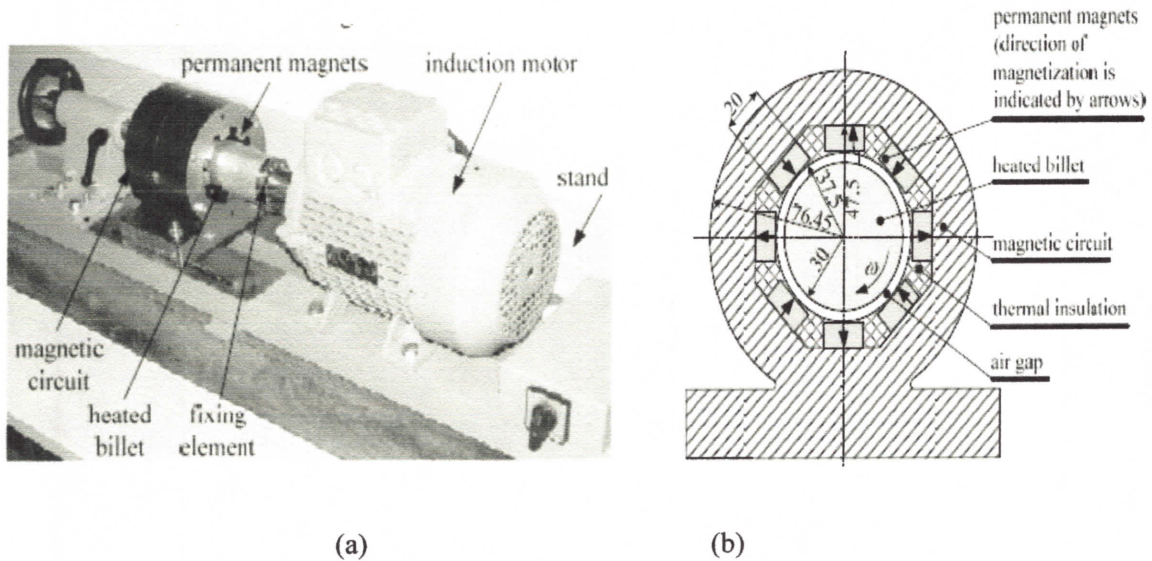 permanent magnets
induction motor
stand
magnetic
circuit
heated
billet
fixing
element
(a)
permanent magnets
(direction of
magnetization is
indicated by arrows)
heated billet
magnetic circuit
thermal insulation
air gap
20
37.5
47.5
76.45
30
ω
(b)